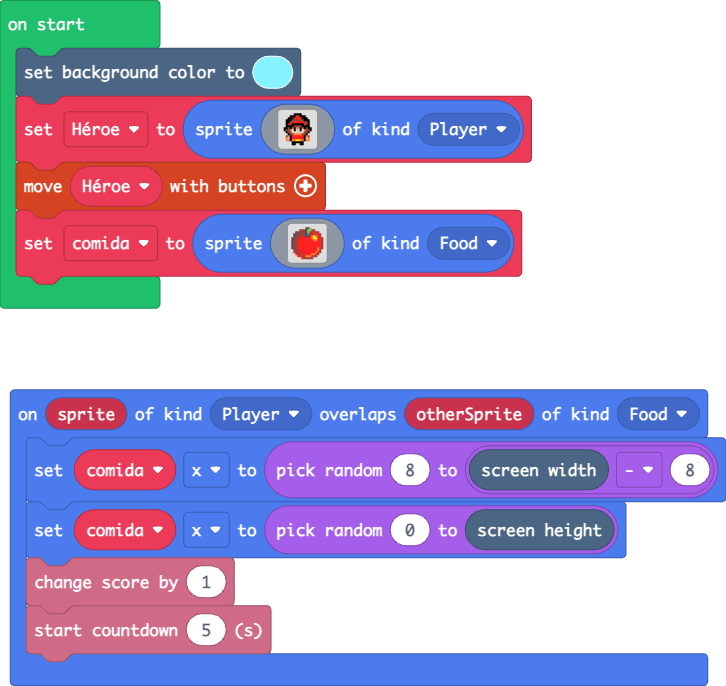 on start
set background color to
set Héroe to sprite of kind Player
move Héroe with buttons
set comida to sprite of kind Food
on sprite of kind Player overlaps otherSprite of kind Food
set comida x to pick random 8 to screen width - 8
set comida x to pick random 0 to screen height
change score by 1
start countdown 5 (s)